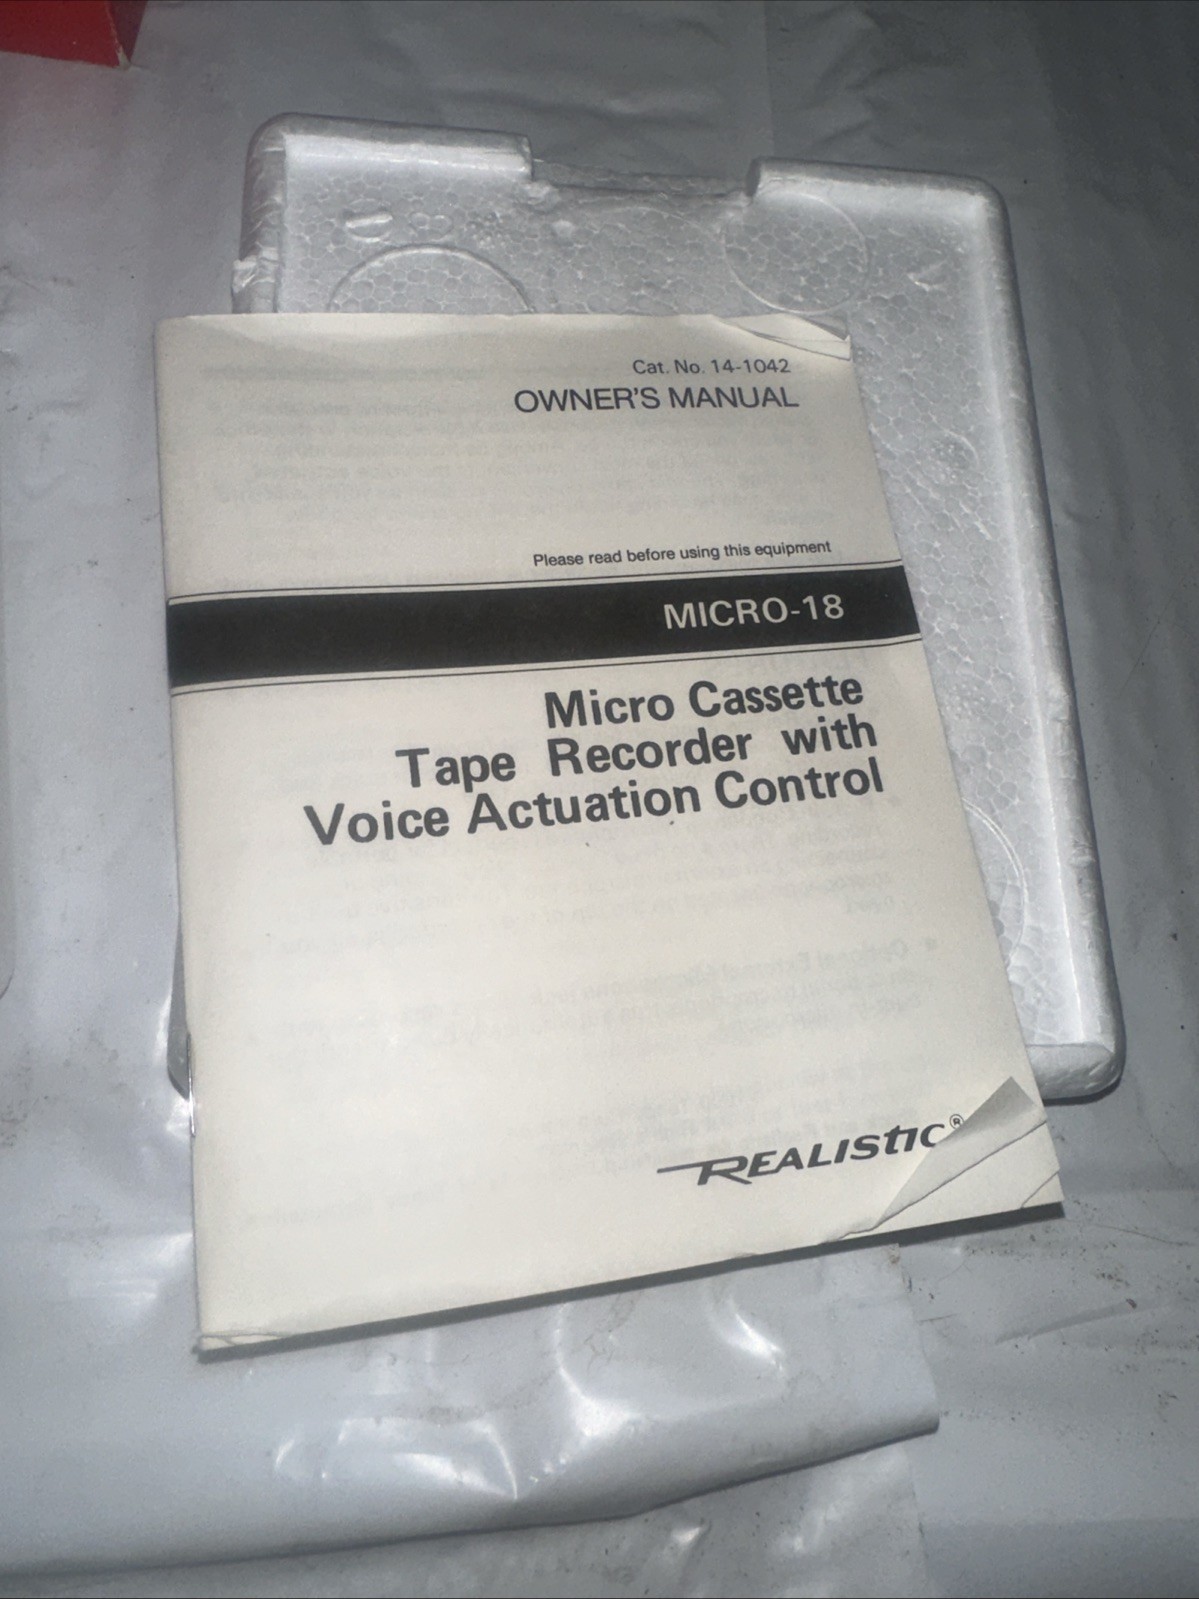 Cat. No. 14-1042
OWNER'S MANUAL
Please read before using this equipment
MICRO-18
Micro Cassette
Tape Recorder with
Voice Actuation Control
REALISTIC®